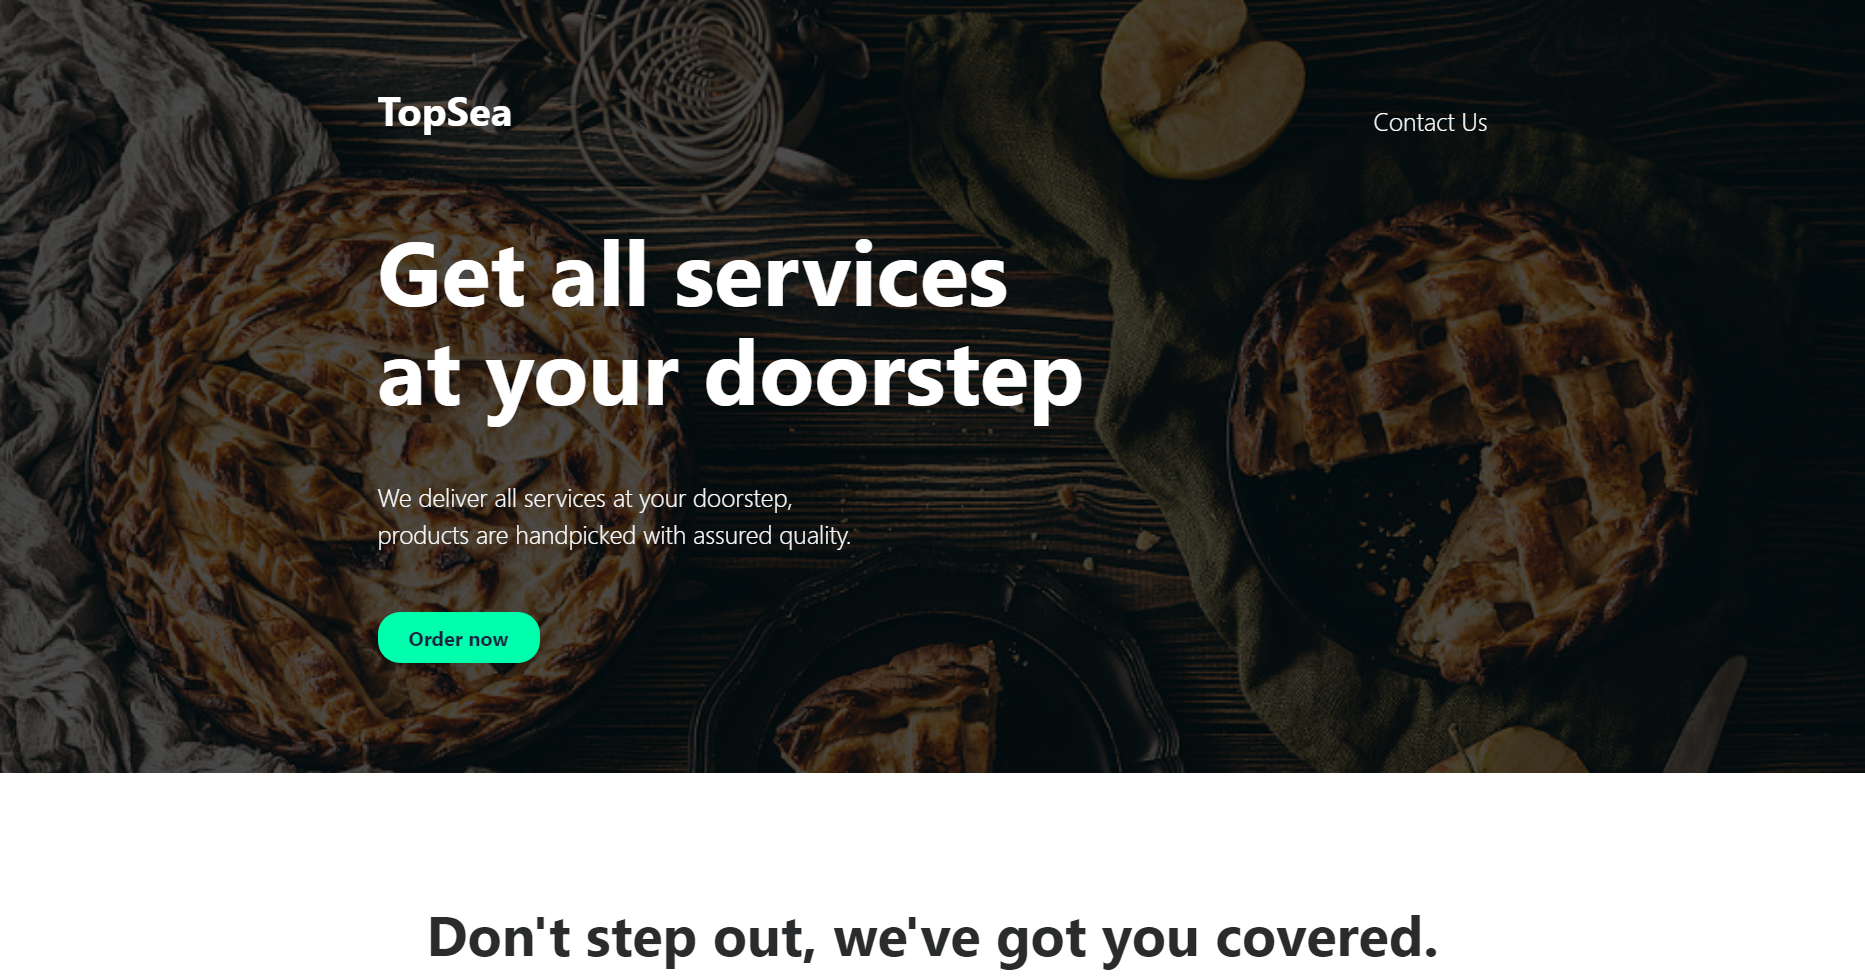 TopSea
Contact Us
Get all services
at your doorstep
We deliver all services at your doorstep,
products are handpicked with assured quality.
Order now
Don't step out, we've got you covered.